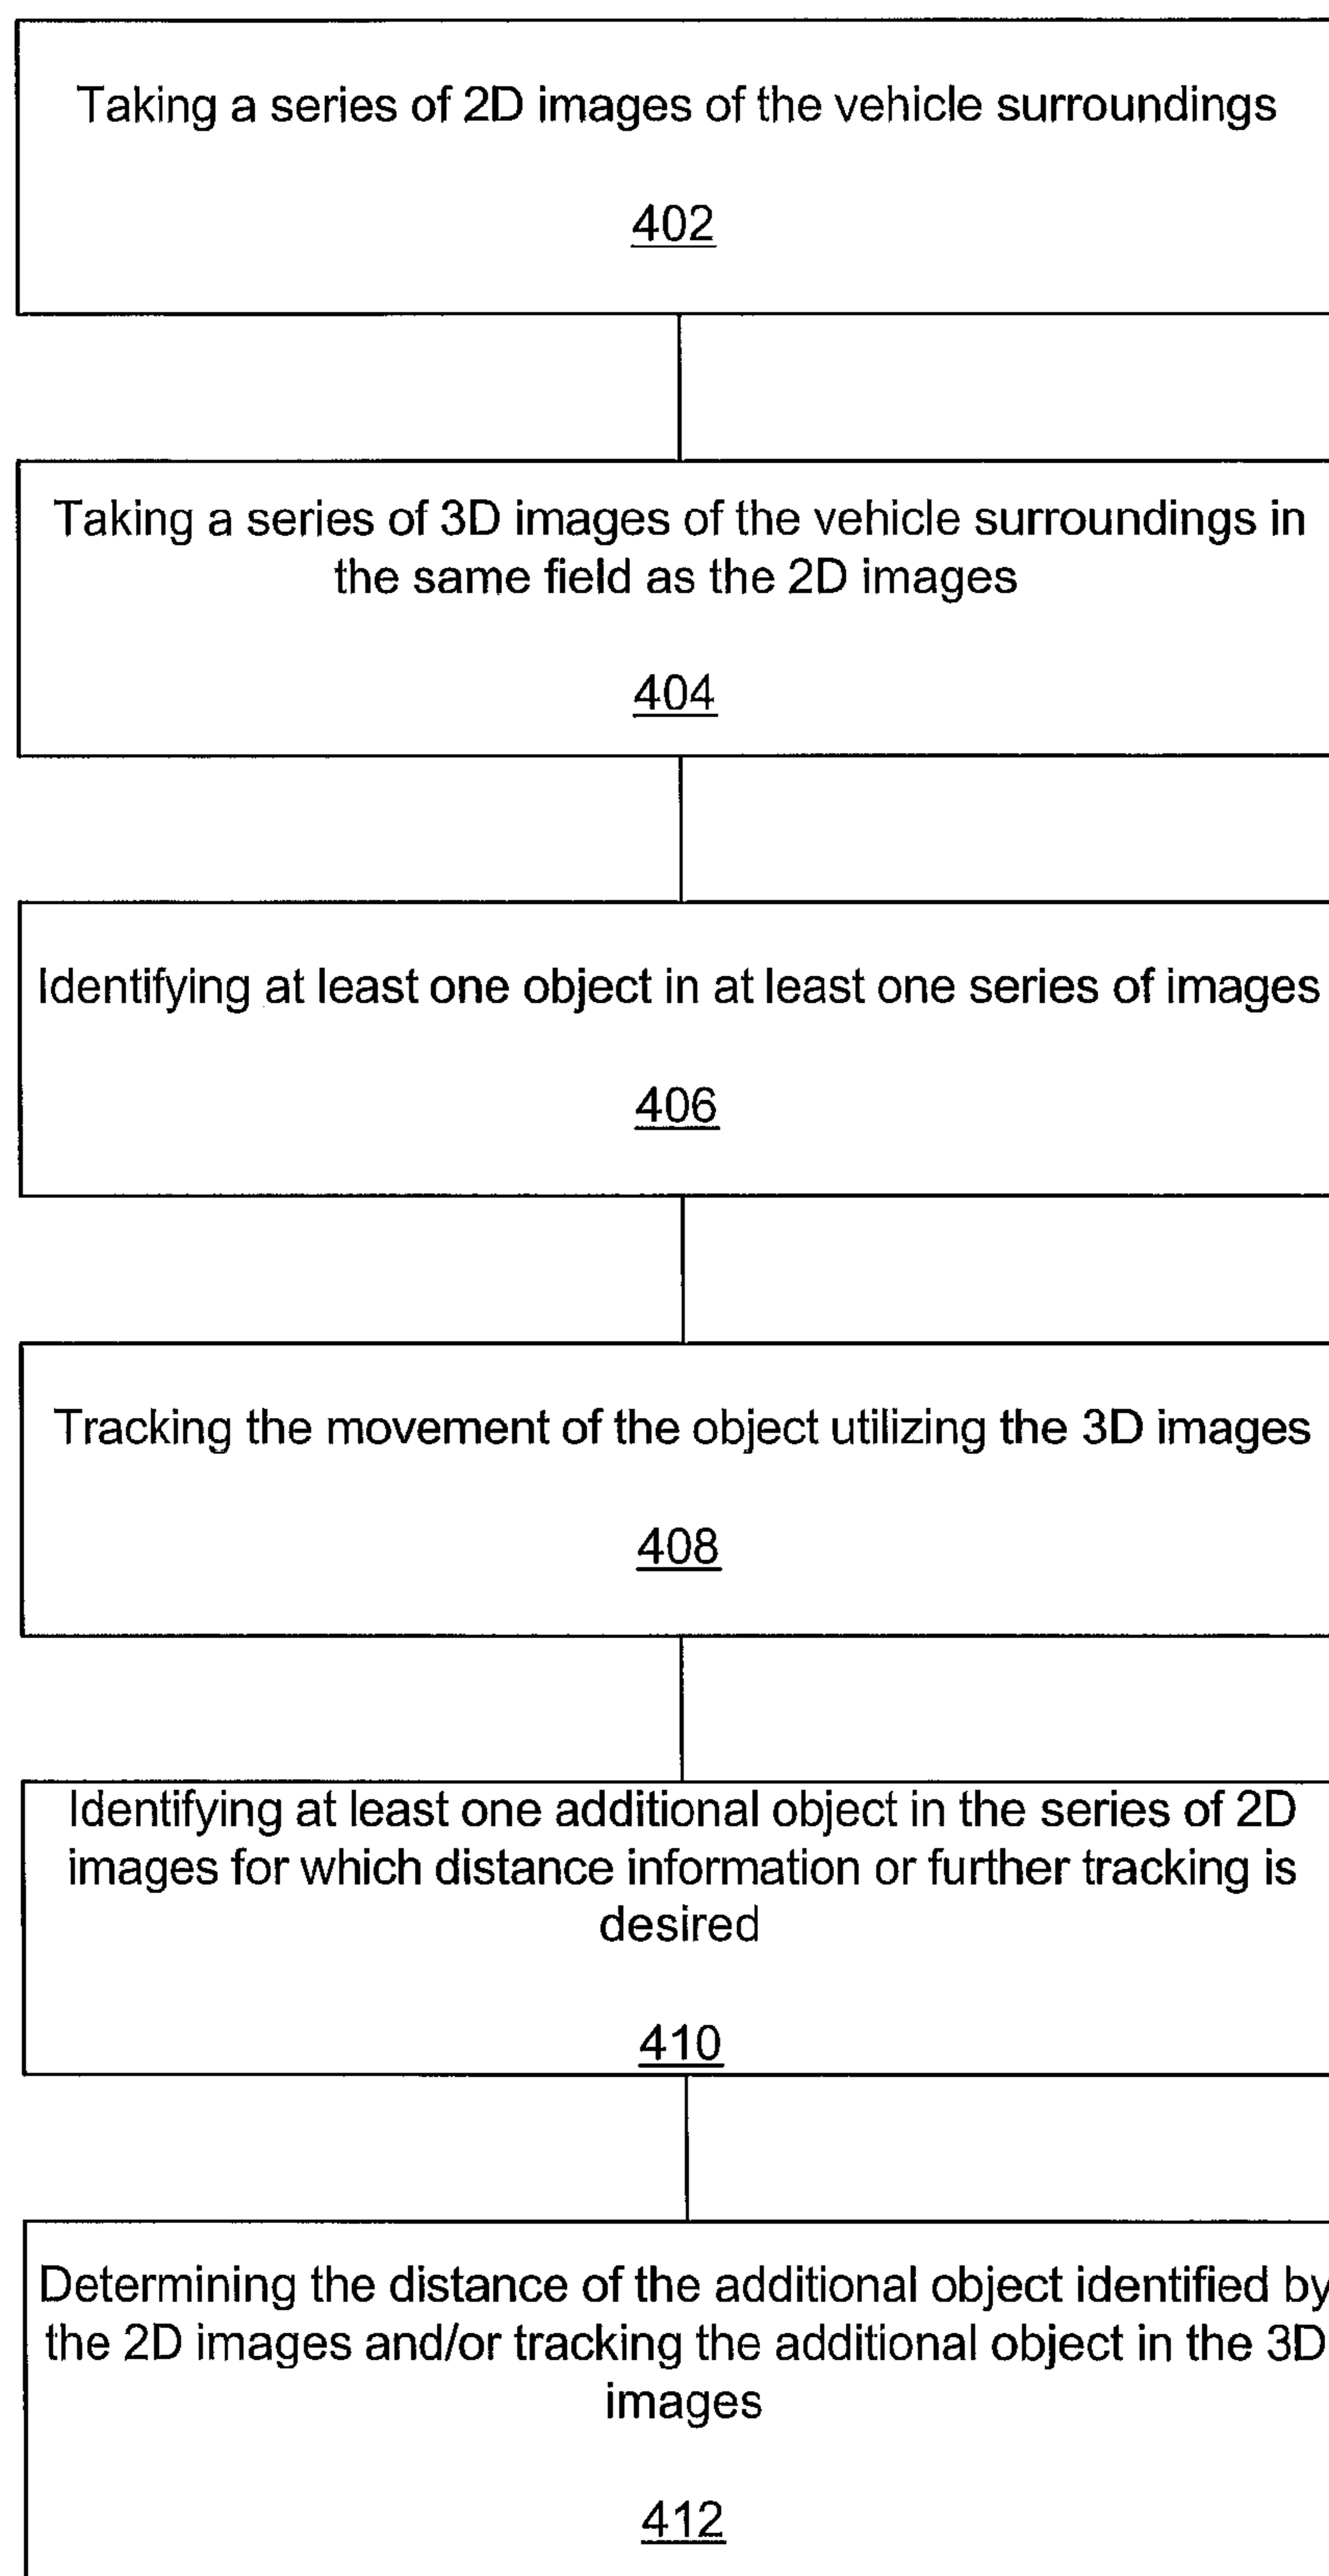 Taking a series of 2D images of the vehicle surroundings
402
Taking a series of 3D images of the vehicle surroundings in
the same field as the 2D images
404
Identifying at least one object in at least one series of images
406
Tracking the movement of the object utilizing the 3D images
408
Identifying at least one additional object in the series of 2D
images for which distance information or further tracking is
desired
410
Determining the distance of the additional object identified by
the 2D images and/or tracking the additional object in the 3D
images
412